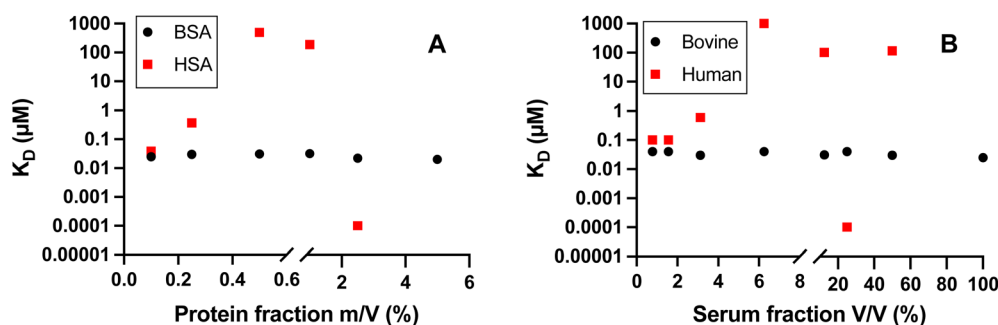 A
BSA
HSA
K_D (μM)
1000
100
10
1
0.1
0.01
0.001
0.0001
0.00001
0.0 0.2 0.4 0.6 2 4 6
Protein fraction m/V (%)
B
Bovine
Human
K_D (μM)
1000
100
10
1
0.1
0.01
0.001
0.0001
0.00001
0 2 4 6 8 20 40 60 80 100
Serum fraction V/V (%)